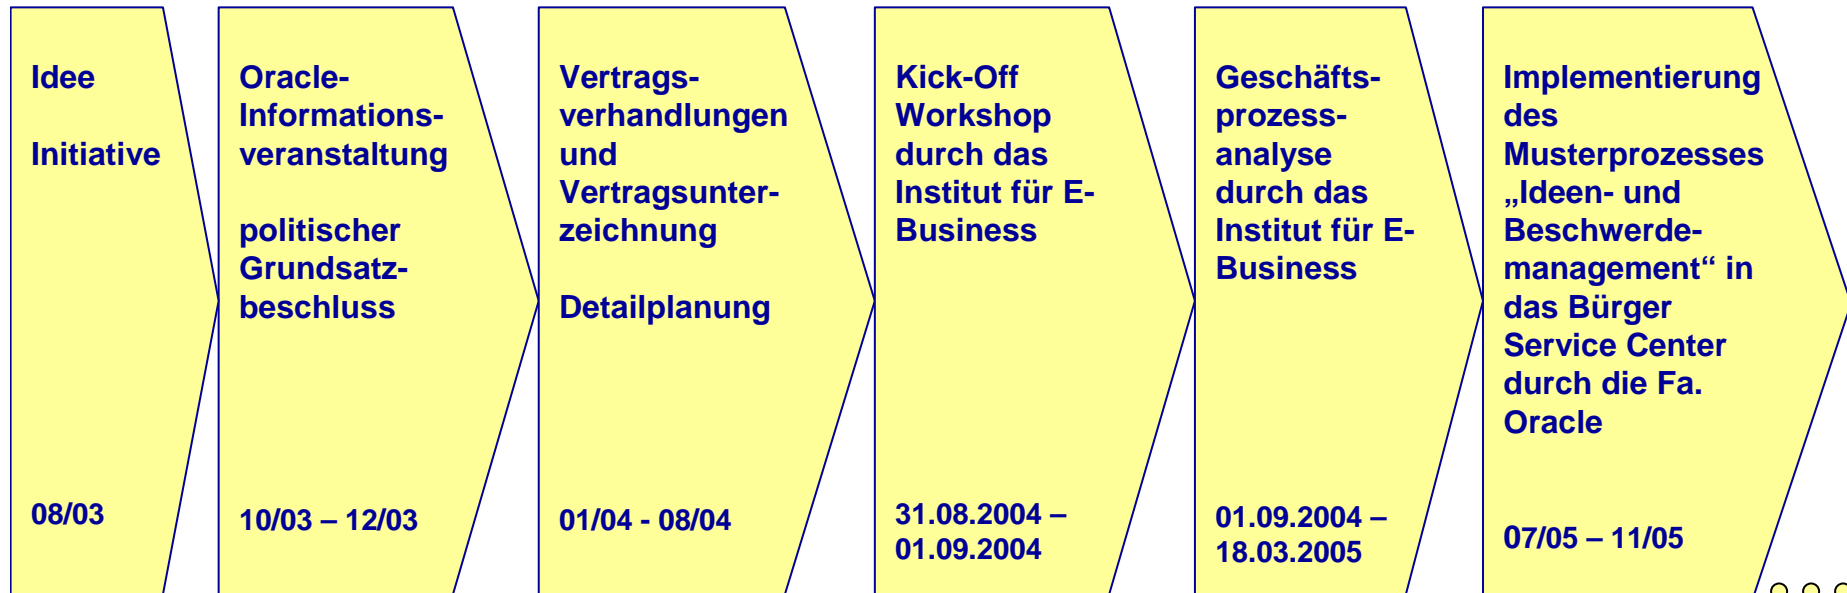 Idee
Initiative
08/03
Oracle-
Informations-
veranstaltung
politischer
Grundsatz-
beschluss
10/03 – 12/03
Vertrags-
verhandlungen
und
Vertragsunter-
zeichnung
Detailplanung
01/04 - 08/04
Kick-Off
Workshop
durch das
Institut für E-
Business
31.08.2004 –
01.09.2004
Geschäfts-
prozess-
analyse
durch das
Institut für E-
Business
01.09.2004 –
18.03.2005
Implementierung
des
Musterprozesses
„Ideen- und
Beschwerde-
management“ in
das Bürger
Service Center
durch die Fa.
Oracle
07/05 – 11/05